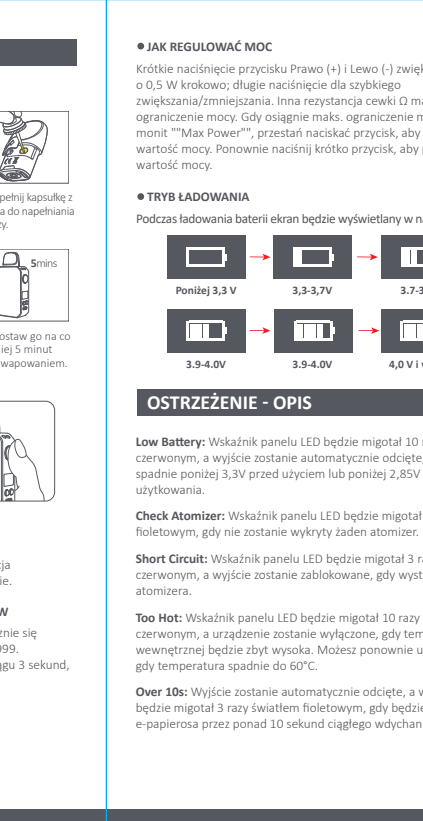 pełnij kapsułkę z
a do napełniania
zy.
5mins
ostaw go na co
iej 5 minut
wapowaniem.
cja
ie.
W
znie się
999.
ągu 3 sekund,
● JAK REGULOWAĆ MOC
Krótkie naciśnięcie przycisku Prawo (+) i Lewo (-) zwięk
o 0,5 W krokowo; długie naciśnięcie dla szybkiego
zwiększania/zmniejszania. Inna rezystancja cewki Ω ma
ograniczenie mocy. Gdy osiągnie maks. ograniczenie m
monit ""Max Power"", przestań naciskać przycisk, aby
wartość mocy. Ponownie naciśnij krótko przycisk, aby p
wartość mocy.
● TRYB ŁADOWANIA
Podczas ładowania baterii ekran będzie wyświetlany w na
Poniżej 3,3 V 3,3-3,7V 3.7-3
3.9-4.0V 3.9-4.0V 4,0 V i w
OSTRZEŻENIE - OPIS
Low Battery: Wskaźnik panelu LED będzie migotał 10 r
czerwonym, a wyjście zostanie automatycznie odcięte,
spadnie poniżej 3,3V przed użyciem lub poniżej 2,85V
użytkowania.
Check Atomizer: Wskaźnik panelu LED będzie migotał
fioletowym, gdy nie zostanie wykryty żaden atomizer.
Short Circuit: Wskaźnik panelu LED będzie migotał 3 ra
czerwonym, a wyjście zostanie zablokowane, gdy wyst
atomizera.
Too Hot: Wskaźnik panelu LED będzie migotał 10 razy
czerwonym, a urządzenie zostanie wyłączone, gdy tem
wewnętrznej będzie zbyt wysoka. Możesz ponownie u
gdy temperatura spadnie do 60°C.
Over 10s: Wyjście zostanie automatycznie odcięte, a w
będzie migotał 3 razy światłem fioletowym, gdy będzie
e-papierosa przez ponad 10 sekund ciągłego wdychan